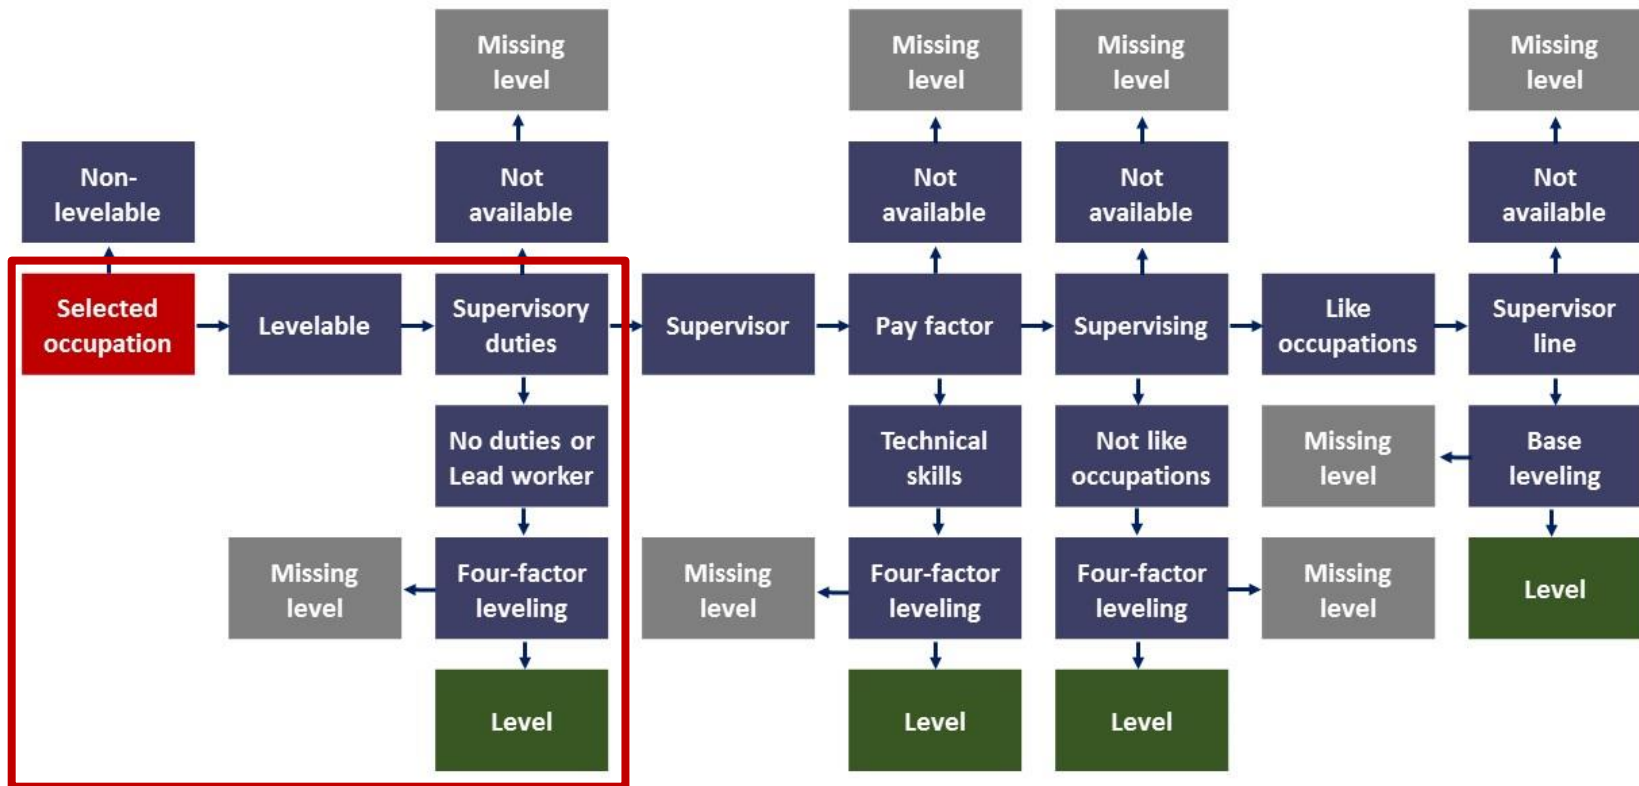 Missing
level
Missing
level
Missing
level
Missing
level
Non-
levelable
Not
available
Not
available
Not
available
Not
available
Selected
occupation
Levelable
Supervisory
duties
Supervisor
Pay factor
Supervising
Like
occupations
Supervisor
line
No duties or
Lead worker
Technical
skills
Not like
occupations
Missing
level
Base
leveling
Missing
level
Four-factor
leveling
Missing
level
Four-factor
leveling
Four-factor
leveling
Missing
level
Level
Level
Level
Level